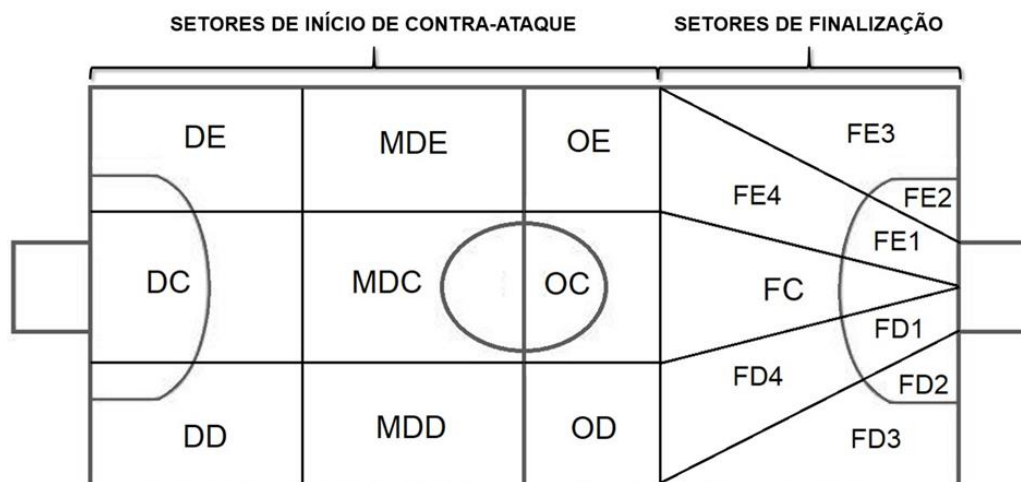 SETORES DE INÍCIO DE CONTRA-ATAQUE SETORES DE FINALIZAÇÃO
DE MDE OE FE3
FE4 FE2
FE1
DC MDC OC FC
FD1
FD4 FD2
DD MDD OD FD3